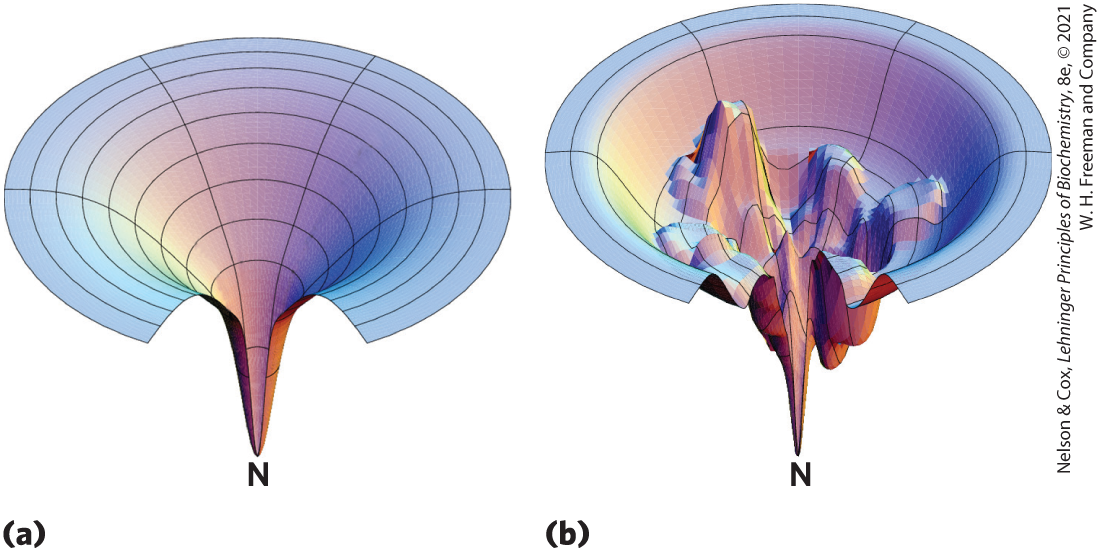 N
N
(a)
(b)
Nelson & Cox, Lehninger Principles of Biochemistry, 8e, © 2021
W. H. Freeman and Company